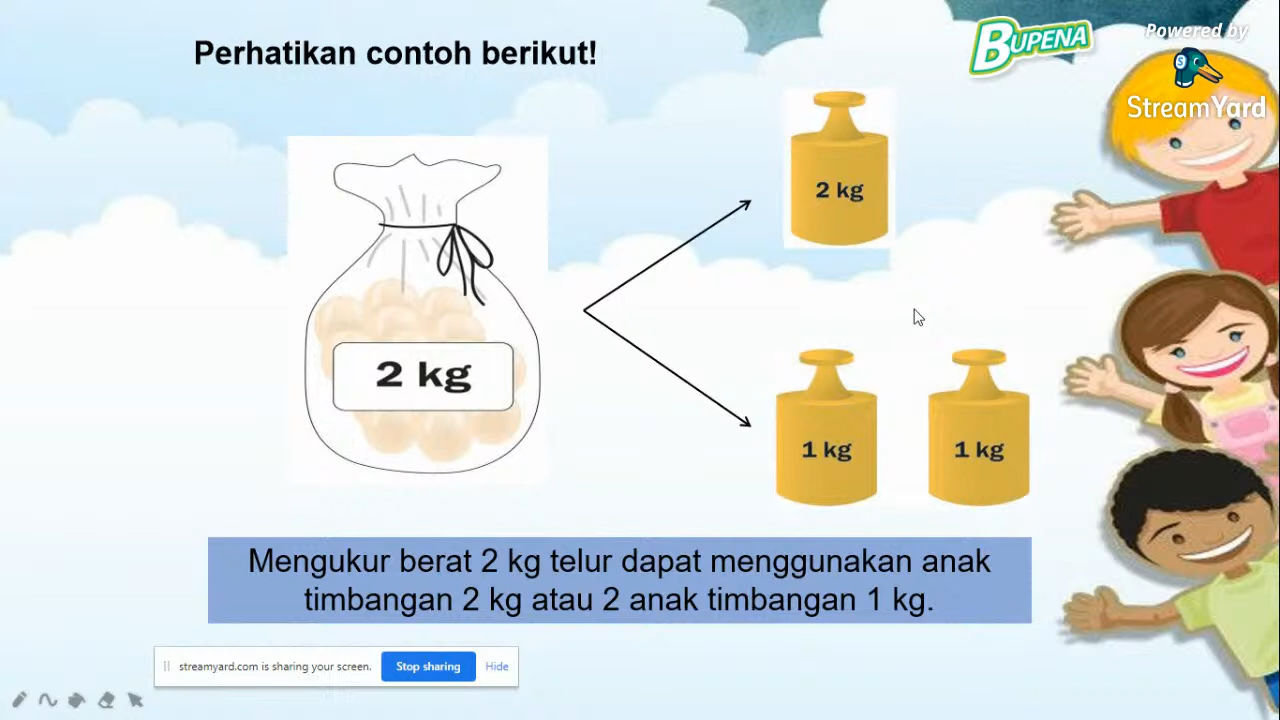 Perhatikan contoh berikut!
BUPENA
Powered by
StreamYard
2 kg
2 kg
1 kg
1 kg
Mengukur berat 2 kg telur dapat menggunakan anak
timbangan 2 kg atau 2 anak timbangan 1 kg.
streamyard.com is sharing your screen.
Stop sharing
Hide